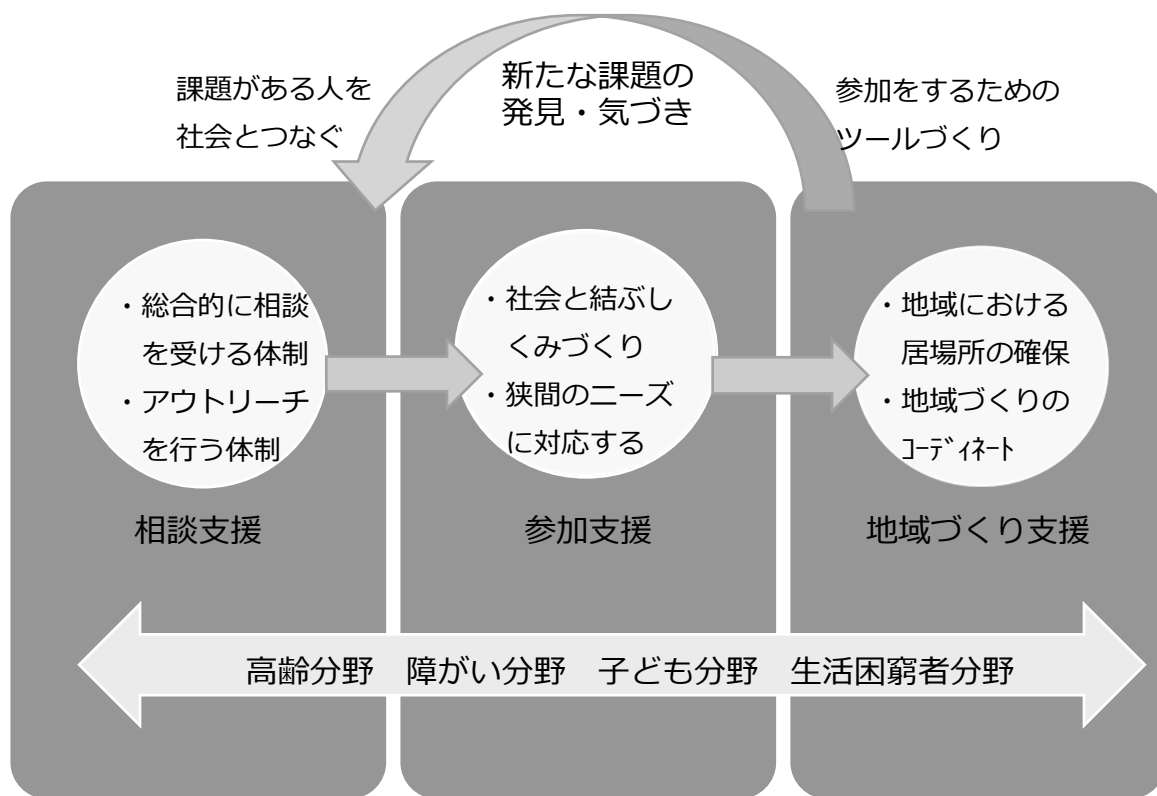 課題がある人を
社会とつなぐ
新たな課題の
発見・気づき
参加をするための
ツールづくり
・総合的に相談
を受ける体制
・アウトリーチ
を行う体制
相談支援
・社会と結ぶし
くみづくり
・狭間のニーズ
に対応する
参加支援
・地域における
居場所の確保
・地域づくりの
ｺｰﾃﾞｨﾈｰﾄ
地域づくり支援
高齢分野　障がい分野　子ども分野　生活困窮者分野